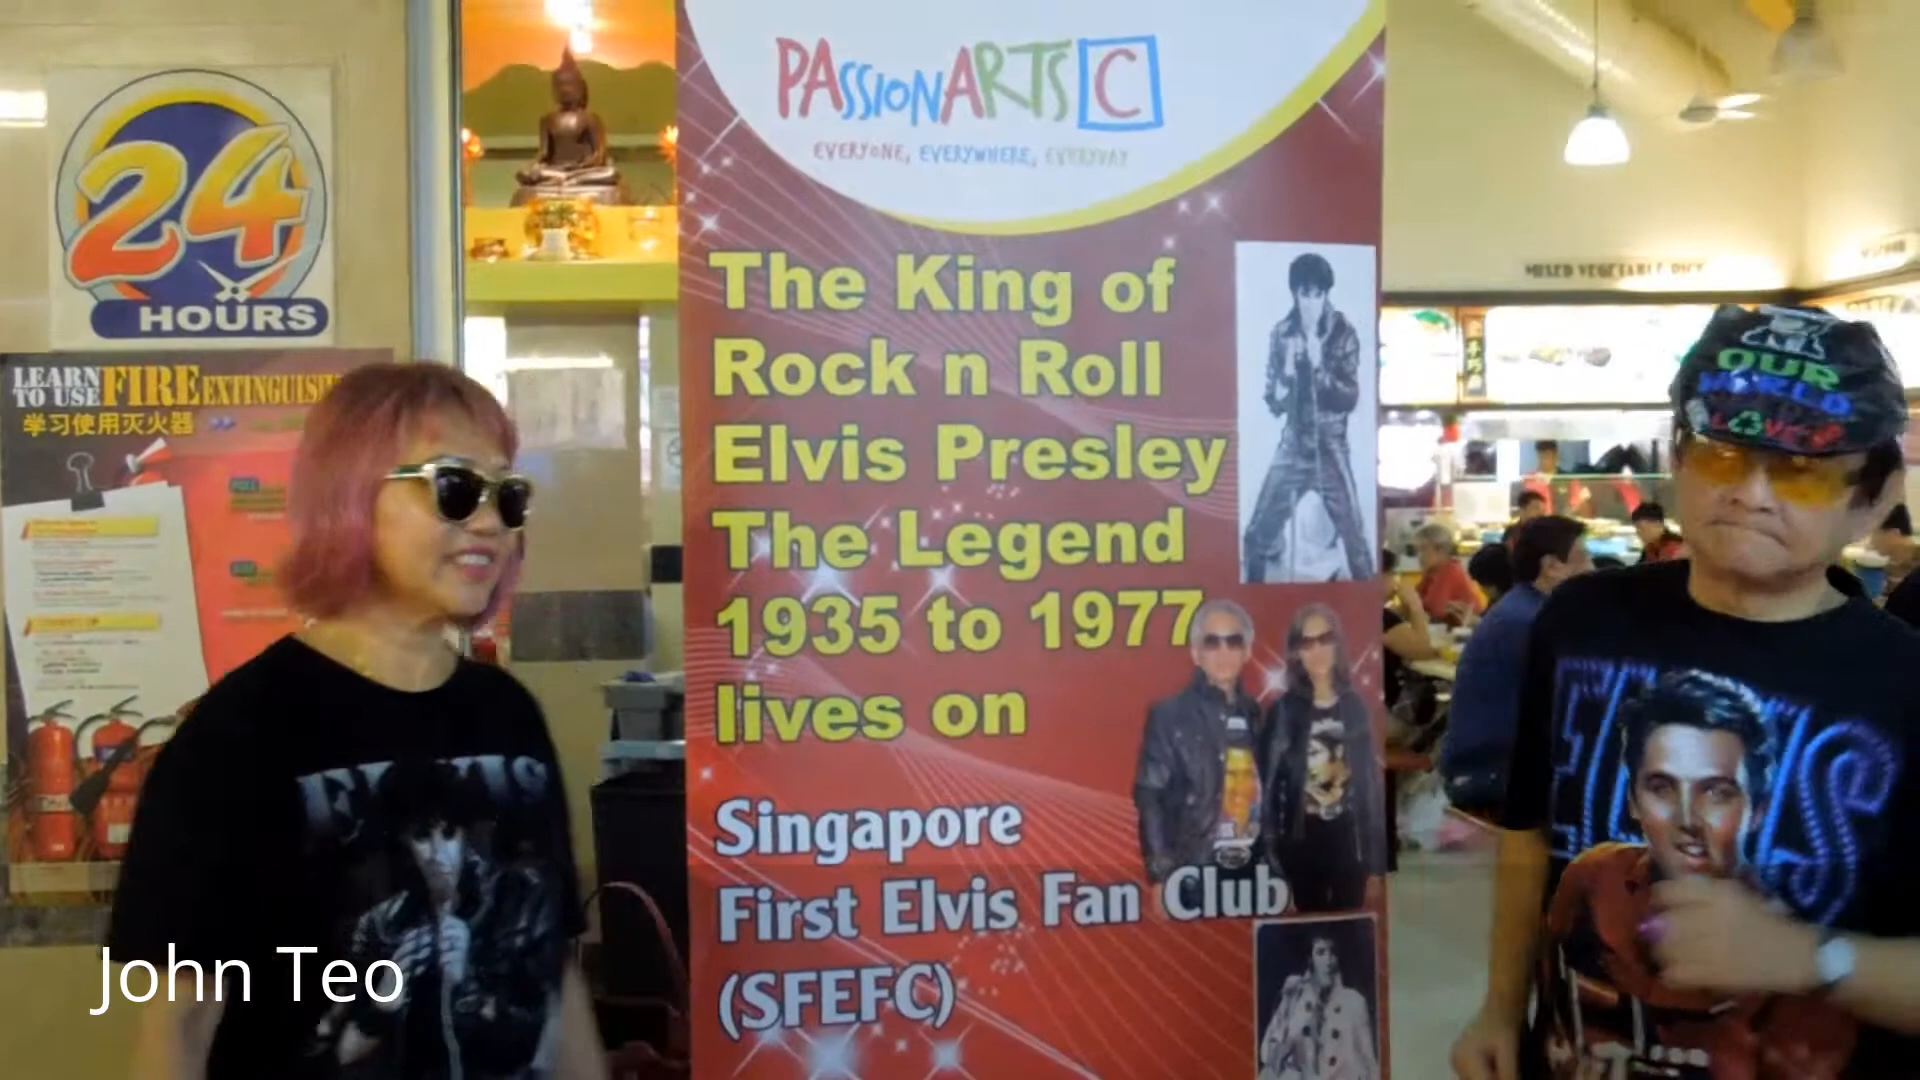 24
HOURS
LEARN
TO USE FIRE EXTINGUISH
学习使用灭火器
PASSIONARTS C
EVERYONE, EVERYWHERE, EVERYDAY
The King of
Rock n Roll
Elvis Presley
The Legend
1935 to 1977
lives on
Singapore
First Elvis Fan Club
(SFEFC)
MIXED VEGETABLE RICE
OUR
WORLD
ELVIS
ELVIS
John Teo